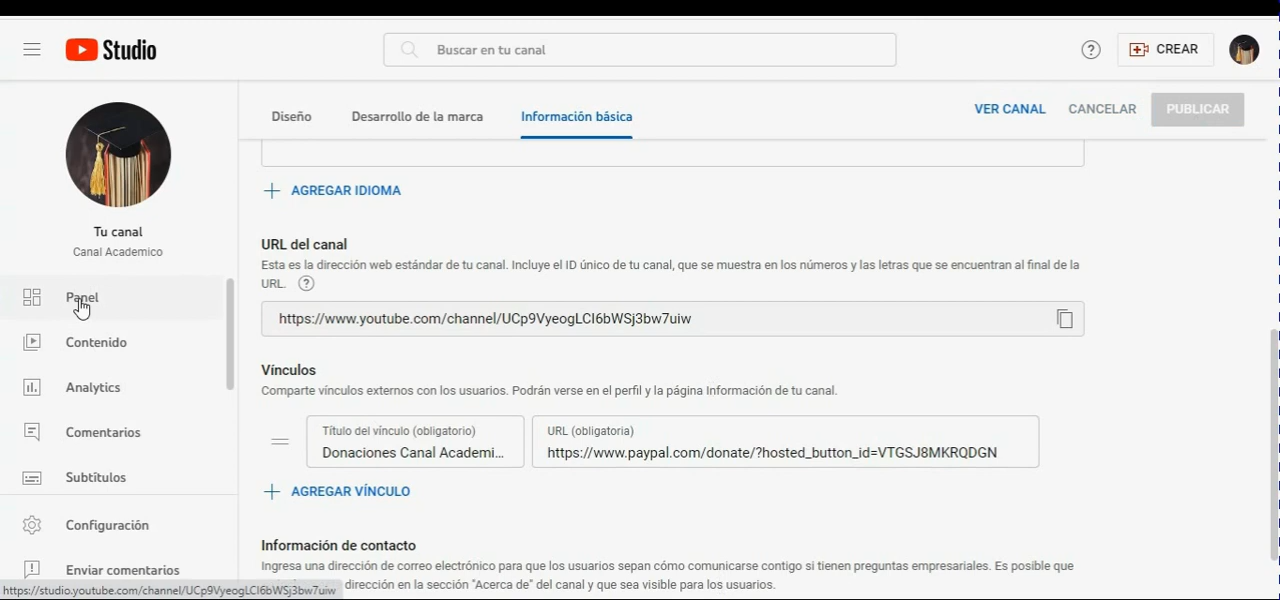 Studio
Buscar en tu canal
CREAR
Tu canal
Canal Academico
Panel
Contenido
Analytics
Comentarios
Subtítulos
Configuración
Enviar comentarios
https://studio.youtube.com/channel/UCp9VyeogLCI6bWSj3bw7uiw
Diseño
Desarrollo de la marca
Información básica
VER CANAL
CANCELAR
PUBLICAR
AGREGAR IDIOMA
URL del canal
Esta es la dirección web estándar de tu canal. Incluye el ID único de tu canal, que se muestra en los números y las letras que se encuentran al final de la
URL.
https://www.youtube.com/channel/UCp9VyeogLCI6bWSj3bw7uiw
Vínculos
Comparte vínculos externos con los usuarios. Podrán verse en el perfil y la página Información de tu canal.
Título del vínculo (obligatorio)
Donaciones Canal Academi...
URL (obligatoria)
https://www.paypal.com/donate/?hosted_button_id=VTGSJ8MKRQDGN
AGREGAR VÍNCULO
Información de contacto
Ingresa una dirección de correo electrónico para que los usuarios sepan cómo comunicarse contigo si tienen preguntas empresariales. Es posible que
dirección en la sección "Acerca de" del canal y que sea visible para los usuarios.